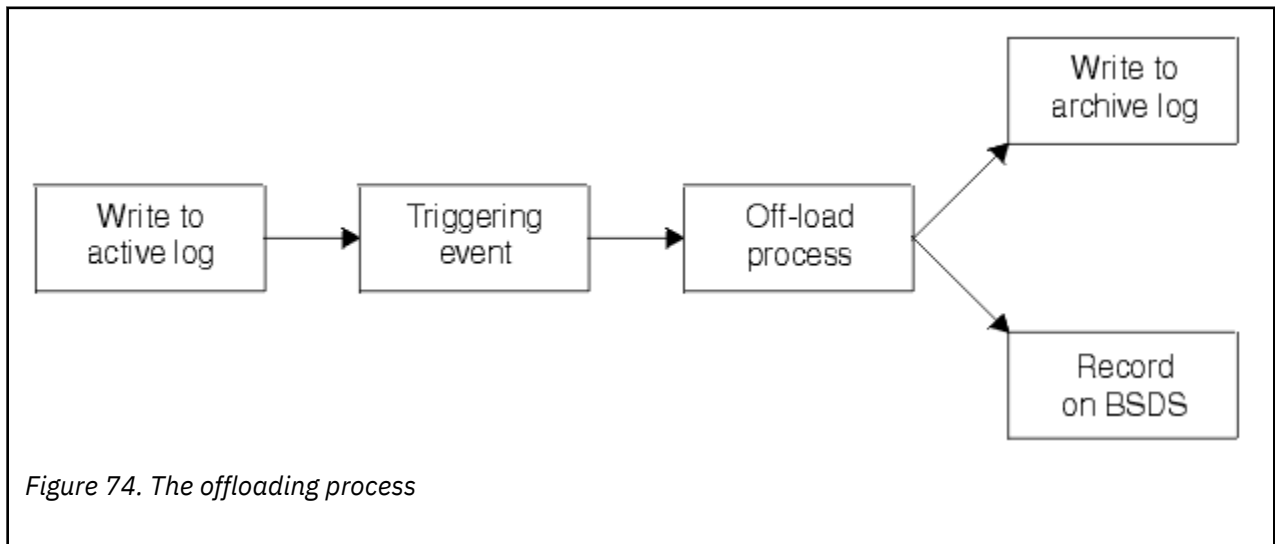 Write to
archive log
Write to
active log
Triggering
event
Off-load
process
Record
on BSDS
Figure 74. The offloading process